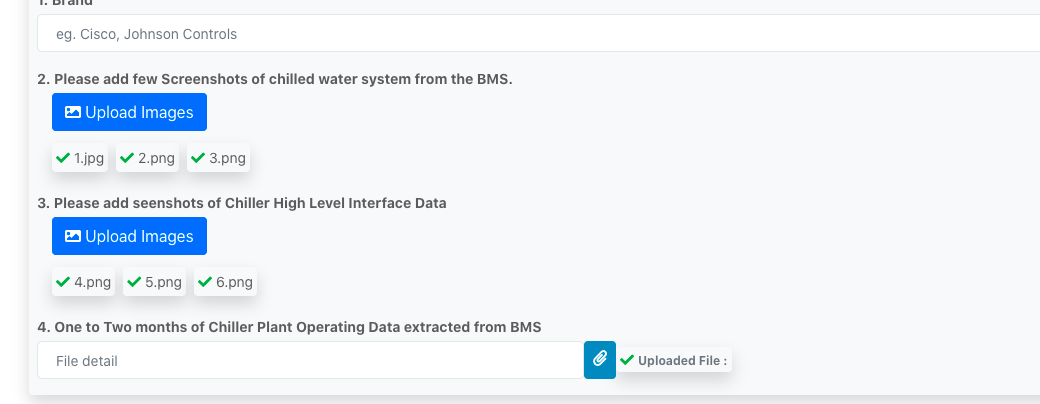 1. Brand
eg. Cisco, Johnson Controls
2. Please add few Screenshots of chilled water system from the BMS.
Upload Images
1.jpg 2.png 3.png
3. Please add seenshots of Chiller High Level Interface Data
Upload Images
4.png 5.png 6.png
4. One to Two months of Chiller Plant Operating Data extracted from BMS
File detail Uploaded File :